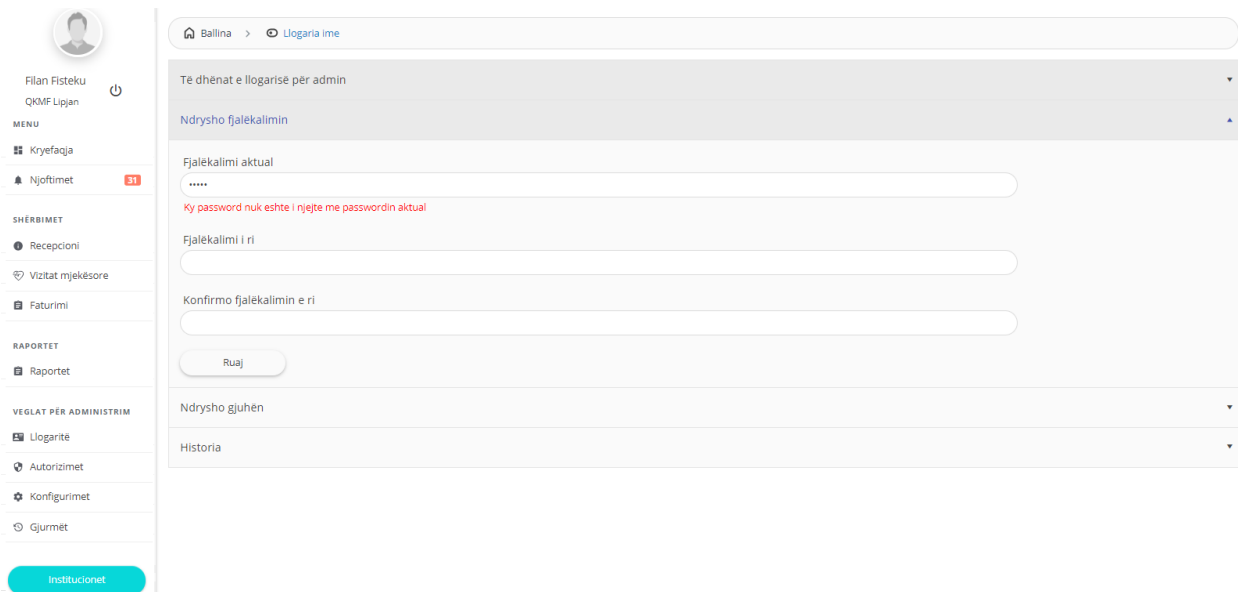 Filan Fisteku
QKMF Lipjan
MENU
Kryefaqja
Njoftimet 31
SHËRBIMET
Recepcioni
Vizitat mjekësore
Faturimi
RAPORTET
Raportet
VEGLAT PËR ADMINISTRIM
Llogaritë
Autorizimet
Konfigurimet
Gjurmët
Institucionet
Ballina > Llogaria ime
Të dhënat e llogarisë për admin
Ndrysho fjalëkalimin
Fjalëkalimi aktual
•••••
Ky password nuk eshte i njejte me passwordin aktual
Fjalëkalimi i ri
Konfirmo fjalëkalimin e ri
Ruaj
Ndrysho gjuhën
Historia